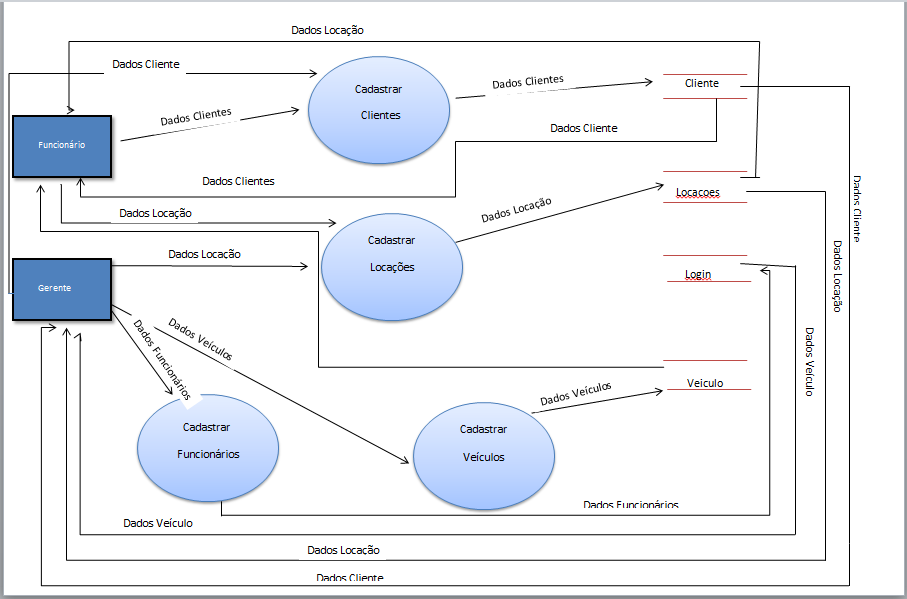 Dados Locação
Dados Cliente
Cadastrar
Clientes
Dados Clientes
Cliente
Dados Clientes
Dados Cliente
Funcionário
Dados Clientes
Dados Cliente
Locacoes
Dados Locação
Dados Locação
Cadastrar
Locações
Dados Locação
Dados Locação
Login
Gerente
Dados Veículos
Dados Funcionários
Dados Veículo
Veiculo
Dados Veículos
Cadastrar
Funcionários
Cadastrar
Veículos
Dados Funcionários
Dados Veículo
Dados Locação
Dados Cliente